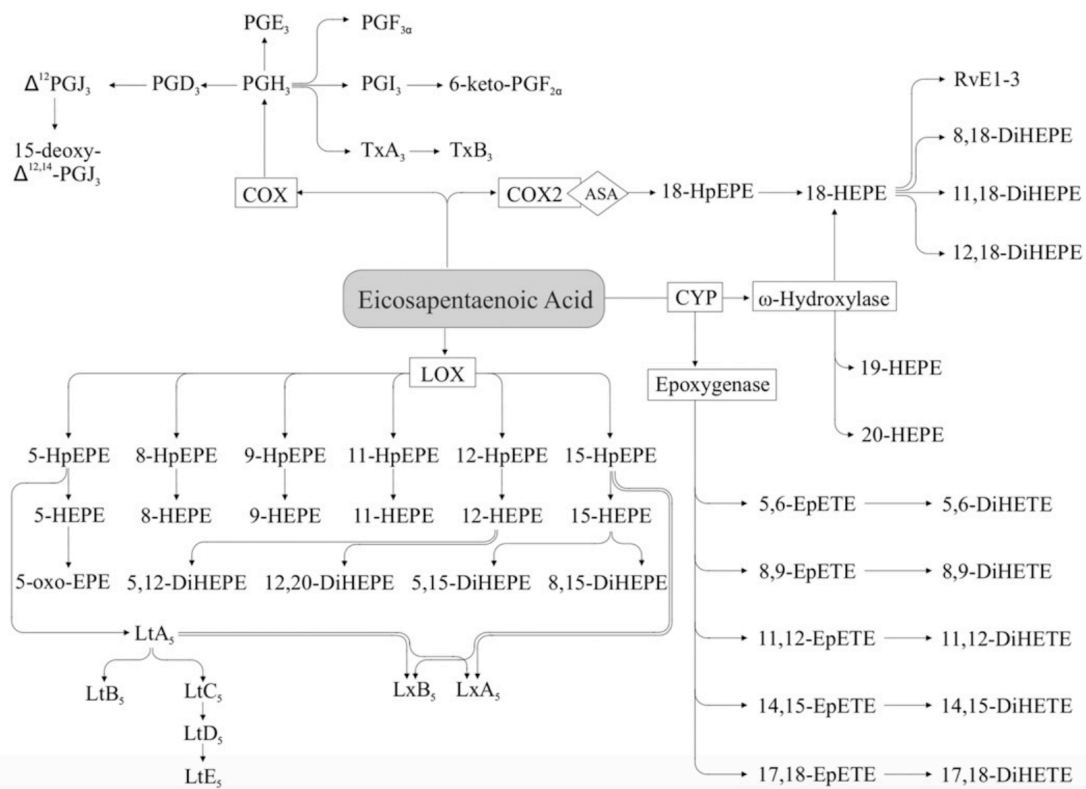 PGE₃
PGF₃α
Δ¹²PGJ₃
PGD₃
PGH₃
PGI₃
6-keto-PGF₂α
RvE1-3
15-deoxy-
Δ¹²,¹⁴-PGJ₃
TxA₃
TxB₃
8,18-DiHEPE
COX
COX2
ASA
18-HpEPE
18-HEPE
11,18-DiHEPE
12,18-DiHEPE
Eicosapentaenoic Acid
CYP
ω-Hydroxylase
LOX
Epoxygenase
19-HEPE
20-HEPE
5-HpEPE
8-HpEPE
9-HpEPE
11-HpEPE
12-HpEPE
15-HpEPE
5-HEPE
8-HEPE
9-HEPE
11-HEPE
12-HEPE
15-HEPE
5-oxo-EPE
5,12-DiHEPE
12,20-DiHEPE
5,15-DiHEPE
8,15-DiHEPE
LtA₅
LtB₅
LtC₅
LxB₅
LxA₅
LtD₅
LtE₅
5,6-EpETE
5,6-DiHETE
8,9-EpETE
8,9-DiHETE
11,12-EpETE
11,12-DiHETE
14,15-EpETE
14,15-DiHETE
17,18-EpETE
17,18-DiHETE